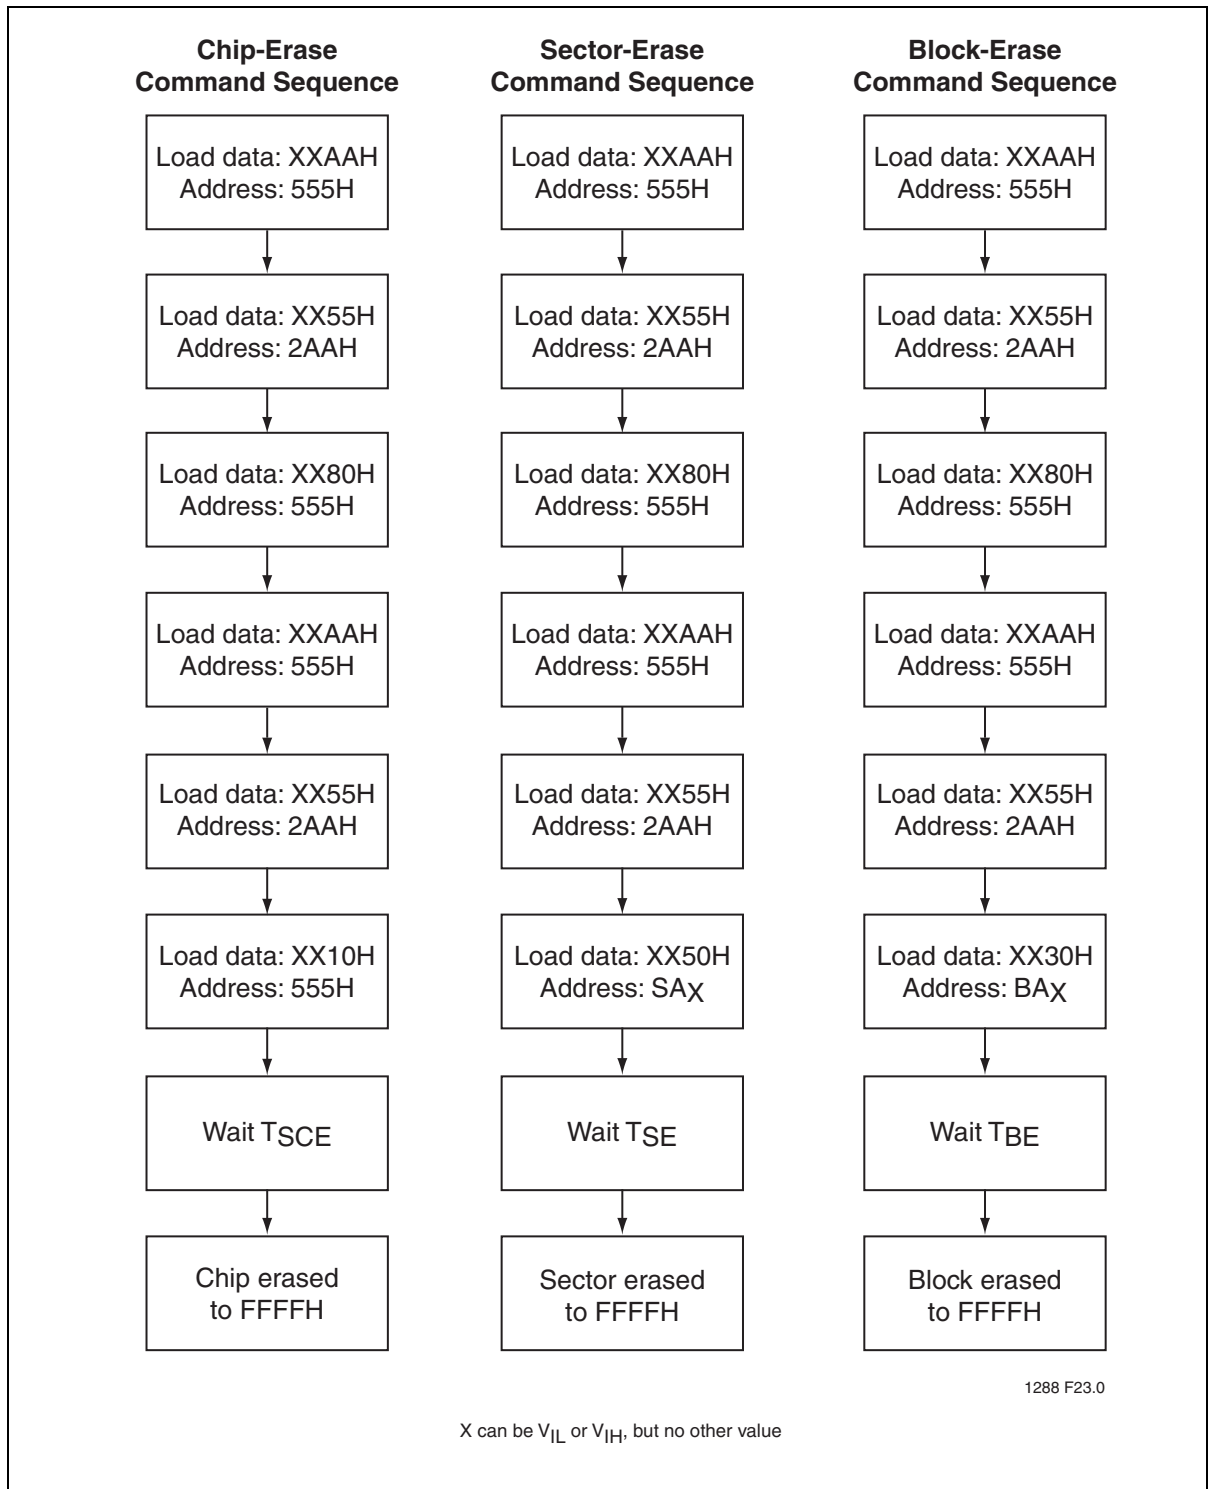 Chip-Erase
Command Sequence
Load data: XXAAH
Address: 555H
Load data: XX55H
Address: 2AAH
Load data: XX80H
Address: 555H
Load data: XXAAH
Address: 555H
Load data: XX55H
Address: 2AAH
Load data: XX10H
Address: 555H
Wait TSCE
Chip erased
to FFFFH
Sector-Erase
Command Sequence
Load data: XXAAH
Address: 555H
Load data: XX55H
Address: 2AAH
Load data: XX80H
Address: 555H
Load data: XXAAH
Address: 555H
Load data: XX55H
Address: 2AAH
Load data: XX50H
Address: SAX
Wait TSE
Sector erased
to FFFFH
Block-Erase
Command Sequence
Load data: XXAAH
Address: 555H
Load data: XX55H
Address: 2AAH
Load data: XX80H
Address: 555H
Load data: XXAAH
Address: 555H
Load data: XX55H
Address: 2AAH
Load data: XX30H
Address: BAX
Wait TBE
Block erased
to FFFFH
1288 F23.0
X can be VIL or VIH, but no other value